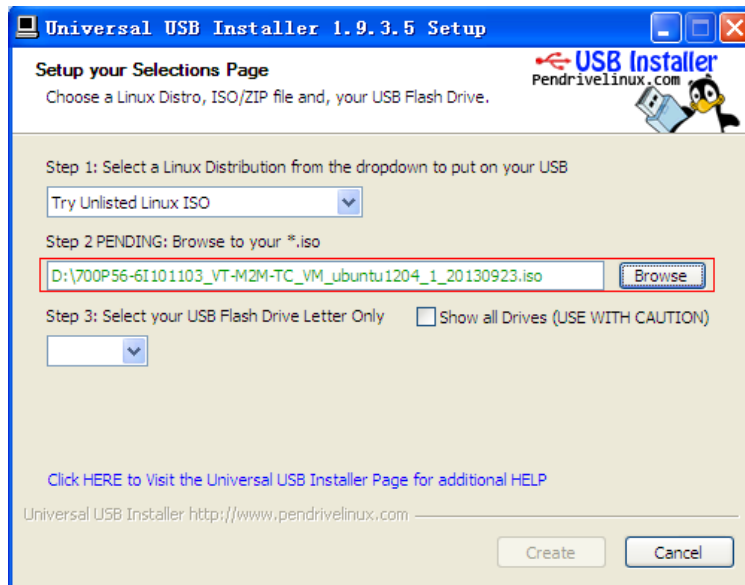 Universal USB Installer 1.9.3.5 Setup
Setup your Selections Page
Choose a Linux Distro, ISO/ZIP file and, your USB Flash Drive.
USB Installer
Pendrivelinux.com
Step 1: Select a Linux Distribution from the dropdown to put on your USB
Try Unlisted Linux ISO
Step 2 PENDING: Browse to your *.iso
D:\700P56-6I101103_VT-M2M-TC_VM_ubuntu1204_1_20130923.iso
Browse
Step 3: Select your USB Flash Drive Letter Only
Show all Drives (USE WITH CAUTION)
Click HERE to Visit the Universal USB Installer Page for additional HELP
Universal USB Installer http://www.pendrivelinux.com
Create
Cancel